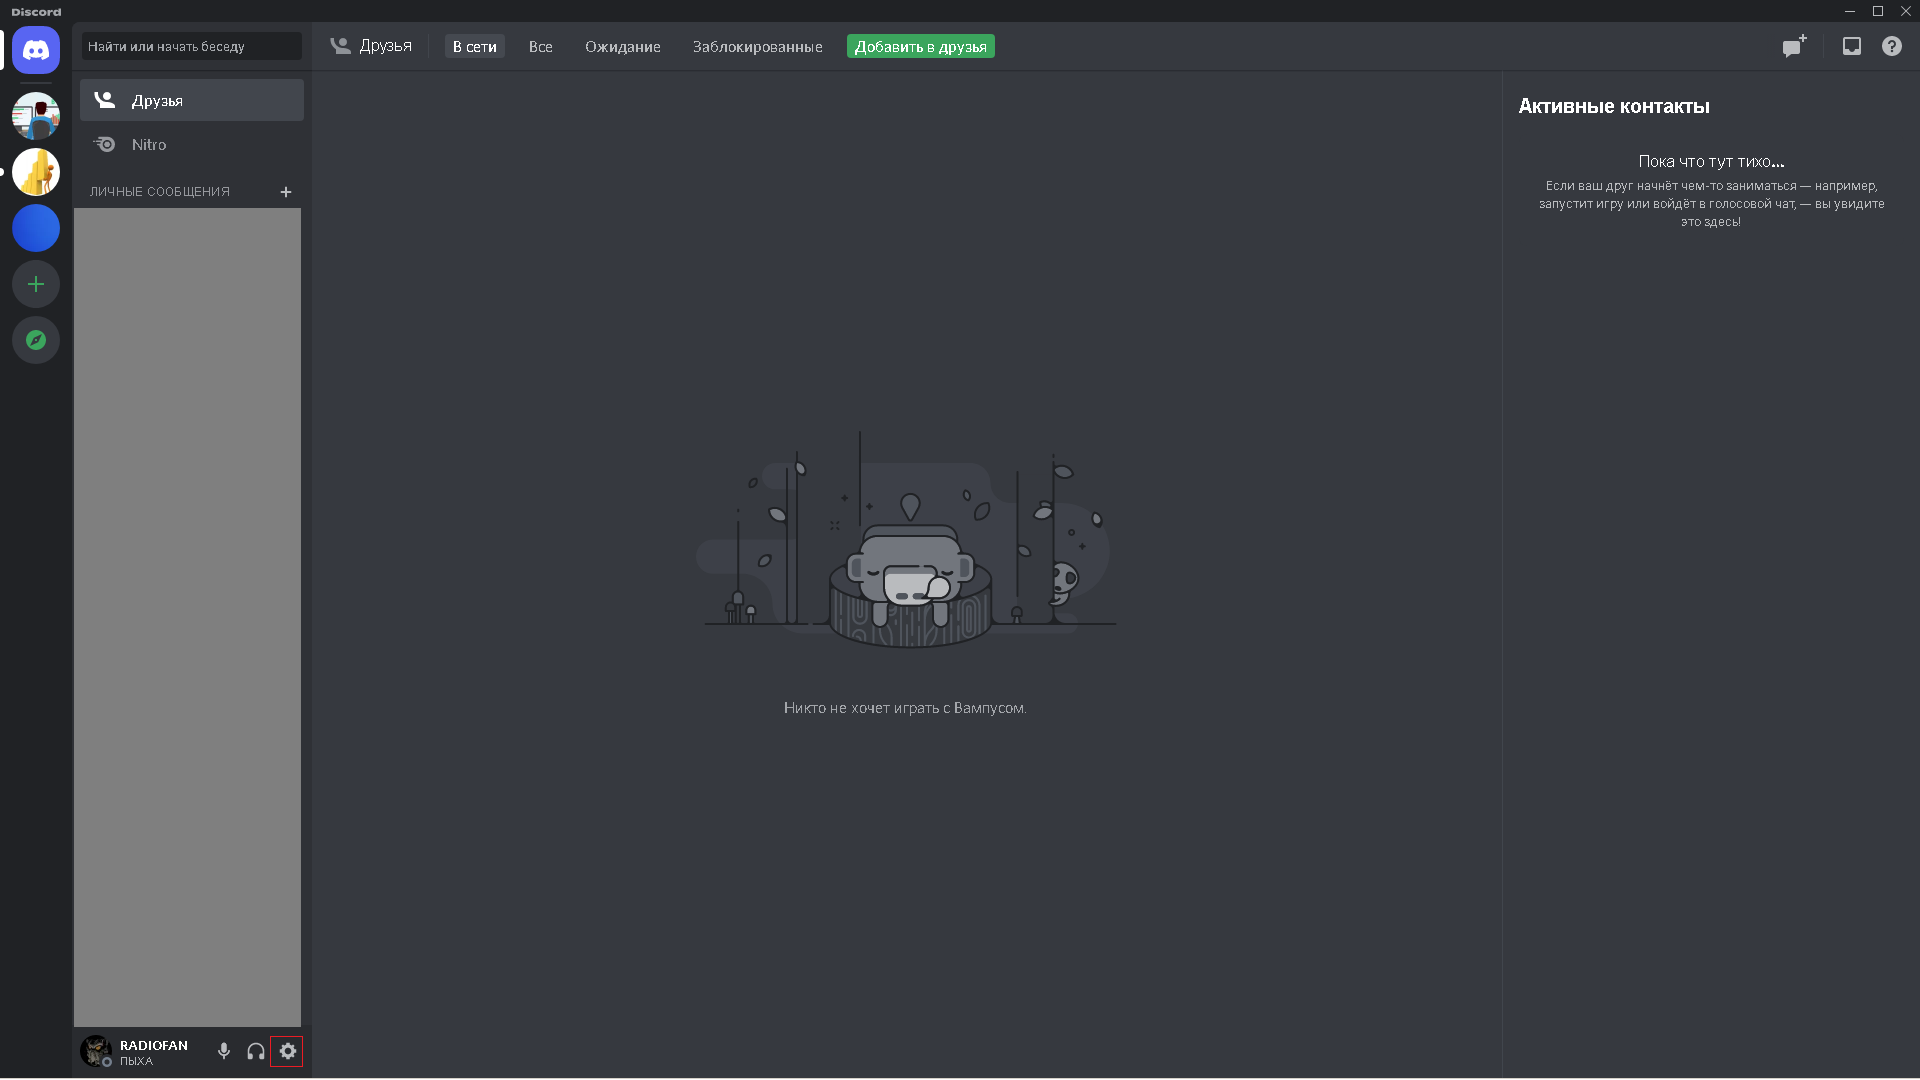 Discord
Найти или начать беседу
Друзья
В сети
Все
Ожидание
Заблокированные
Добавить в друзья
Друзья
Nitro
ЛИЧНЫЕ СООБЩЕНИЯ
Активные контакты
Пока что тут тихо...
Если ваш друг начнёт чем-то заниматься — например,
запустит игру или войдёт в голосовой чат, — вы увидите
это здесь!
Никто не хочет играть с Вампусом.
RADIOFAN
ПЫХА